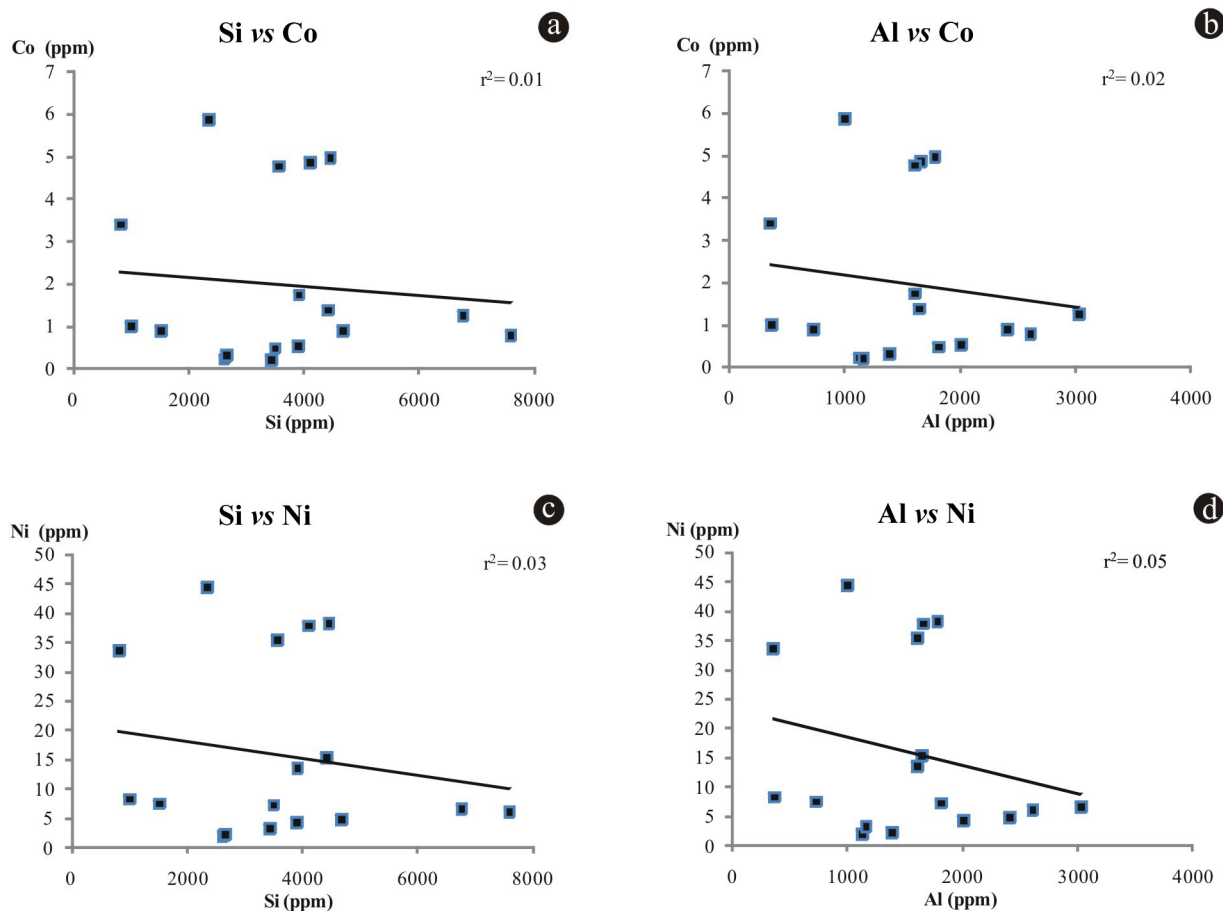 Si vs Co
a
Co (ppm)
r²= 0.01
7
6
5
4
3
2
1
0
0 2000 4000 6000 8000
Si (ppm)
Al vs Co
b
Co (ppm)
r²= 0.02
7
6
5
4
3
2
1
0
0 1000 2000 3000 4000
Al (ppm)
Si vs Ni
c
Ni (ppm)
r²= 0.03
50
45
40
35
30
25
20
15
10
5
0
0 2000 4000 6000 8000
Si (ppm)
Al vs Ni
d
Ni (ppm)
r²= 0.05
50
45
40
35
30
25
20
15
10
5
0
0 1000 2000 3000 4000
Al (ppm)